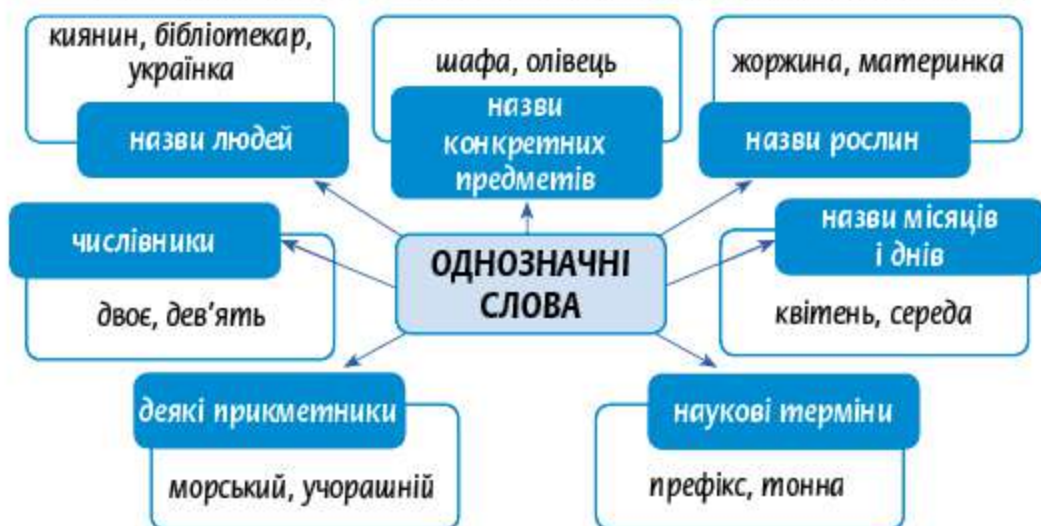 киянин, бібліотекар,
українка
назви людей
шафа, олівець
назви
конкретних
предметів
жоржина, материнка
назви рослин
числівники
двоє, дев’ять
ОДНОЗНАЧНІ
СЛОВА
назви місяців
і днів
квітень, середа
деякі прикметники
морський, учорашній
наукові терміни
префікс, тонна